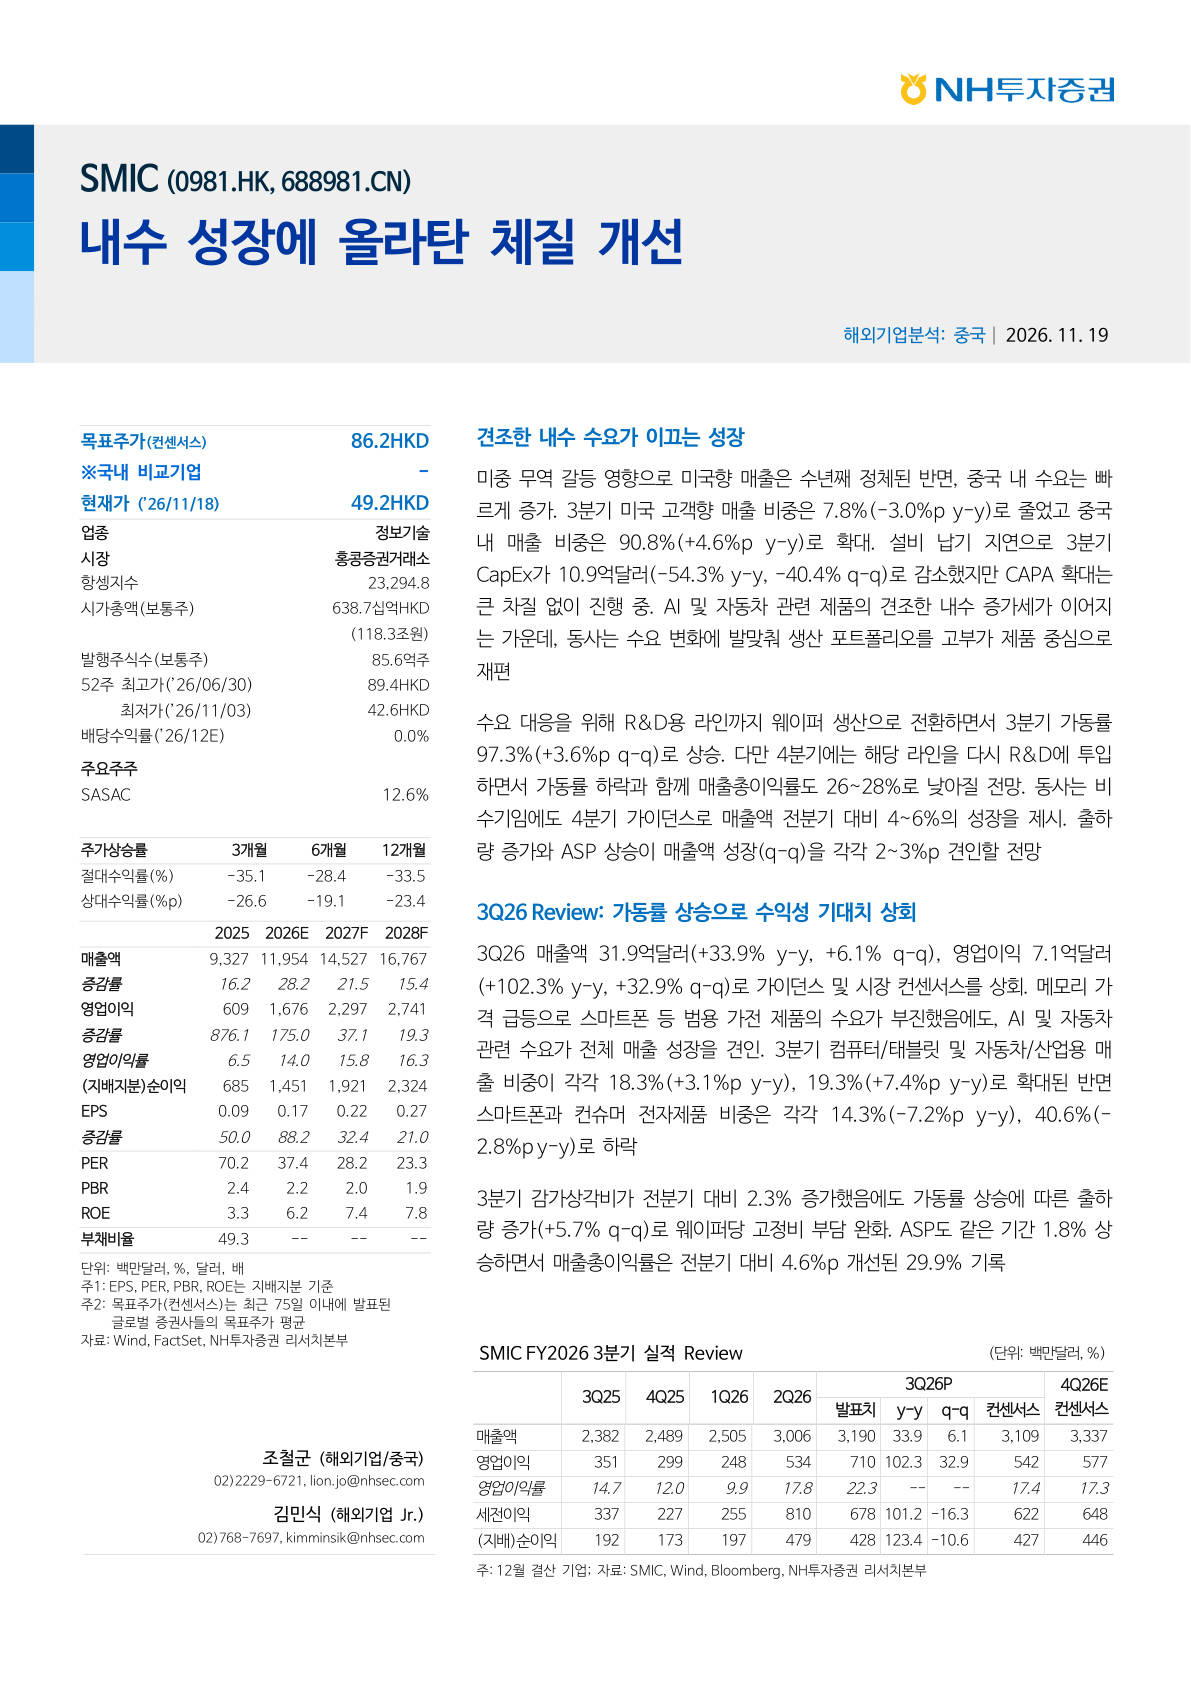 NH투자증권
SMIC (0981.HK, 688981.CN)
내수 성장에 올라탄 체질 개선
해외기업분석: 중국 | 2026. 11. 19
목표주가(컨센서스) 86.2HKD
※국내 비교기업 -
현재가 ('26/11/18) 49.2HKD
업종 정보기술
시장 홍콩증권거래소
항셍지수 23,294.8
시가총액(보통주) 638.7십억HKD
(118.3조원)
발행주식수(보통주) 85.6억주
52주 최고가('26/06/30) 89.4HKD
최저가('26/11/03) 42.6HKD
배당수익률('26/12E) 0.0%
주요주주
SASAC 12.6%
주가상승률 3개월 6개월 12개월
절대수익률(%) -35.1 -28.4 -33.5
상대수익률(%p) -26.6 -19.1 -23.4
2025 2026E 2027F 2028F
매출액 9,327 11,954 14,527 16,767
증감률 16.2 28.2 21.5 15.4
영업이익 609 1,676 2,297 2,741
증감률 876.1 175.0 37.1 19.3
영업이익률 6.5 14.0 15.8 16.3
(지배지분)순이익 685 1,451 1,921 2,324
EPS 0.09 0.17 0.22 0.27
증감률 50.0 88.2 32.4 21.0
PER 70.2 37.4 28.2 23.3
PBR 2.4 2.2 2.0 1.9
ROE 3.3 6.2 7.4 7.8
부채비율 49.3 -- -- --
단위: 백만달러, %, 달러, 배
주1: EPS, PER, PBR, ROE는 지배지분 기준
주2: 목표주가(컨센서스)는 최근 75일 이내에 발표된
글로벌 증권사들의 목표주가 평균
자료: Wind, FactSet, NH투자증권 리서치본부
조철군 (해외기업/중국)
02)2229-6721, lion.jo@nhsec.com
김민식 (해외기업 Jr.)
02)768-7697, kimminsik@nhsec.com
견조한 내수 수요가 이끄는 성장
미중 무역 갈등 영향으로 미국향 매출은 수년째 정체된 반면, 중국 내 수요는 빠
르게 증가. 3분기 미국 고객향 매출 비중은 7.8%(-3.0%p y-y)로 줄었고 중국
내 매출 비중은 90.8%(+4.6%p y-y)로 확대. 설비 납기 지연으로 3분기
CapEx가 10.9억달러(-54.3% y-y, -40.4% q-q)로 감소했지만 CAPA 확대는
큰 차질 없이 진행 중. AI 및 자동차 관련 제품의 견조한 내수 증가세가 이어지
는 가운데, 동사는 수요 변화에 발맞춰 생산 포트폴리오를 고부가 제품 중심으로
재편
수요 대응을 위해 R&D용 라인까지 웨이퍼 생산으로 전환하면서 3분기 가동률
97.3%(+3.6%p q-q)로 상승. 다만 4분기에는 해당 라인을 다시 R&D에 투입
하면서 가동률 하락과 함께 매출총이익률도 26~28%로 낮아질 전망. 동사는 비
수기임에도 4분기 가이던스로 매출액 전분기 대비 4~6%의 성장을 제시. 출하
량 증가와 ASP 상승이 매출액 성장(q-q)을 각각 2~3%p 견인할 전망
3Q26 Review: 가동률 상승으로 수익성 기대치 상회
3Q26 매출액 31.9억달러(+33.9% y-y, +6.1% q-q), 영업이익 7.1억달러
(+102.3% y-y, +32.9% q-q)로 가이던스 및 시장 컨센서스를 상회. 메모리 가
격 급등으로 스마트폰 등 범용 가전 제품의 수요가 부진했음에도, AI 및 자동차
관련 수요가 전체 매출 성장을 견인. 3분기 컴퓨터/태블릿 및 자동차/산업용 매
출 비중이 각각 18.3%(+3.1%p y-y), 19.3%(+7.4%p y-y)로 확대된 반면
스마트폰과 컨슈머 전자제품 비중은 각각 14.3%(-7.2%p y-y), 40.6%(-
2.8%p y-y)로 하락
3분기 감가상각비가 전분기 대비 2.3% 증가했음에도 가동률 상승에 따른 출하
량 증가(+5.7% q-q)로 웨이퍼당 고정비 부담 완화. ASP도 같은 기간 1.8% 상
승하면서 매출총이익률은 전분기 대비 4.6%p 개선된 29.9% 기록
SMIC FY2026 3분기 실적 Review (단위: 백만달러, %)
3Q25 4Q25 1Q26 2Q26 3Q26P 4Q26E
발표치 y-y q-q 컨센서스 컨센서스
매출액 2,382 2,489 2,505 3,006 3,190 33.9 6.1 3,109 3,337
영업이익 351 299 248 534 710 102.3 32.9 542 577
영업이익률 14.7 12.0 9.9 17.8 22.3 -- -- 17.4 17.3
세전이익 337 227 255 810 678 101.2 -16.3 622 648
(지배)순이익 192 173 197 479 428 123.4 -10.6 427 446
주: 12월 결산 기업; 자료: SMIC, Wind, Bloomberg, NH투자증권 리서치본부